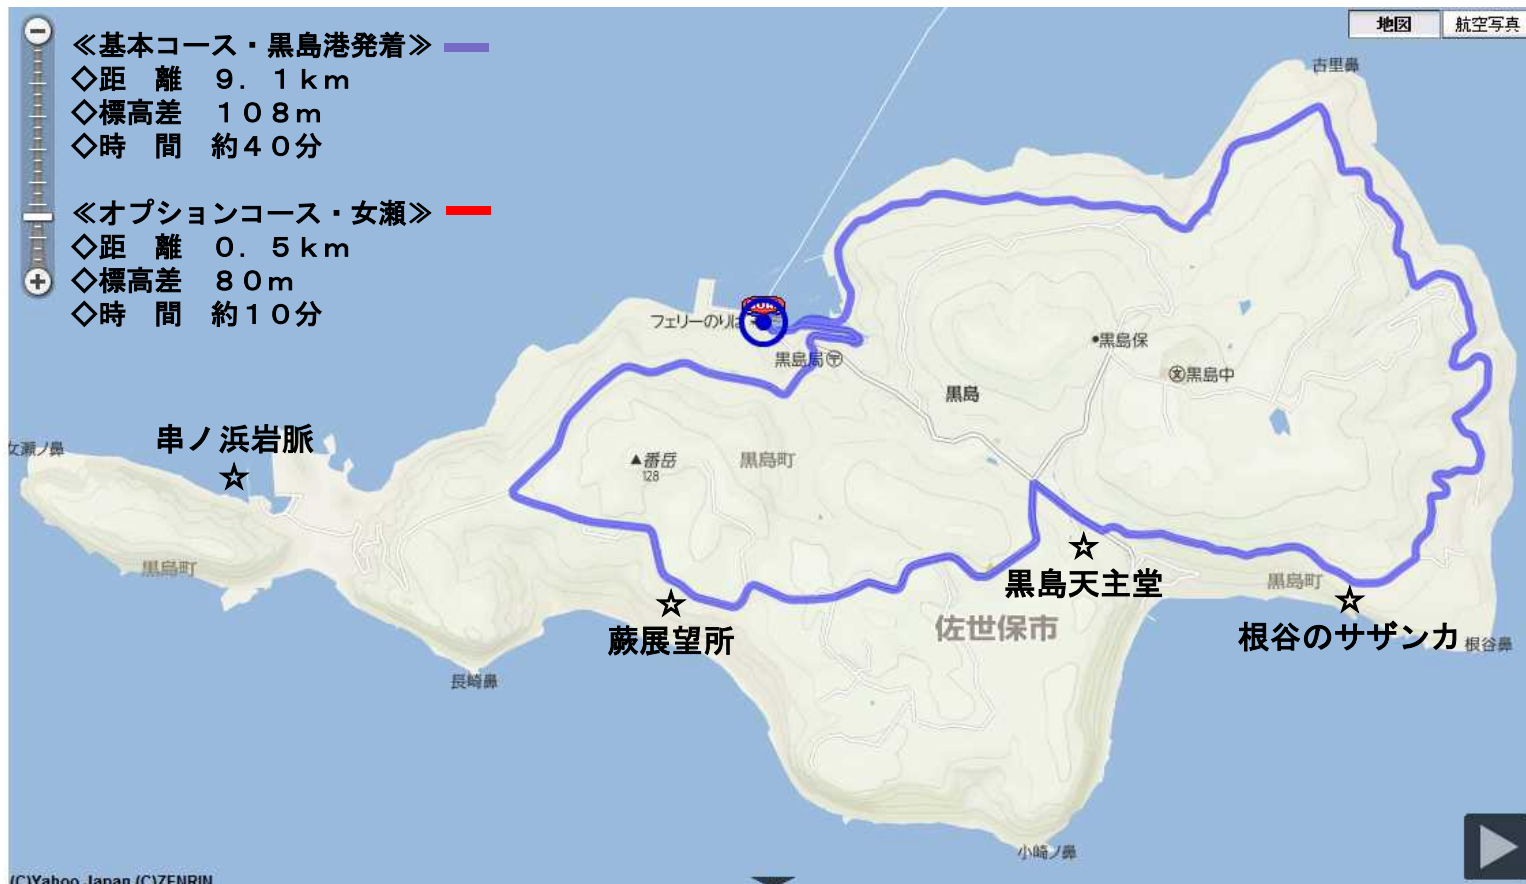 ≪基本コース・黒島港発着≫
◇距　離　９．１ｋｍ
◇標高差　１０８ｍ
◇時　間　約４０分
≪オプションコース・女瀬≫
◇距　離　０．５ｋｍ
◇標高差　８０ｍ
◇時　間　約１０分
地図
航空写真
古里鼻
フェリーのりば
黒島局〒
黒島保
文黒島中
黒島
串ノ浜岩脈
女瀬ノ鼻
▲番岳
128
黒島町
黒島町
黒島天主堂
黒島町
蕨展望所
佐世保市
根谷のサザンカ
根谷鼻
長崎鼻
小崎ノ鼻
(C)Yahoo Japan,(C)ZENRIN